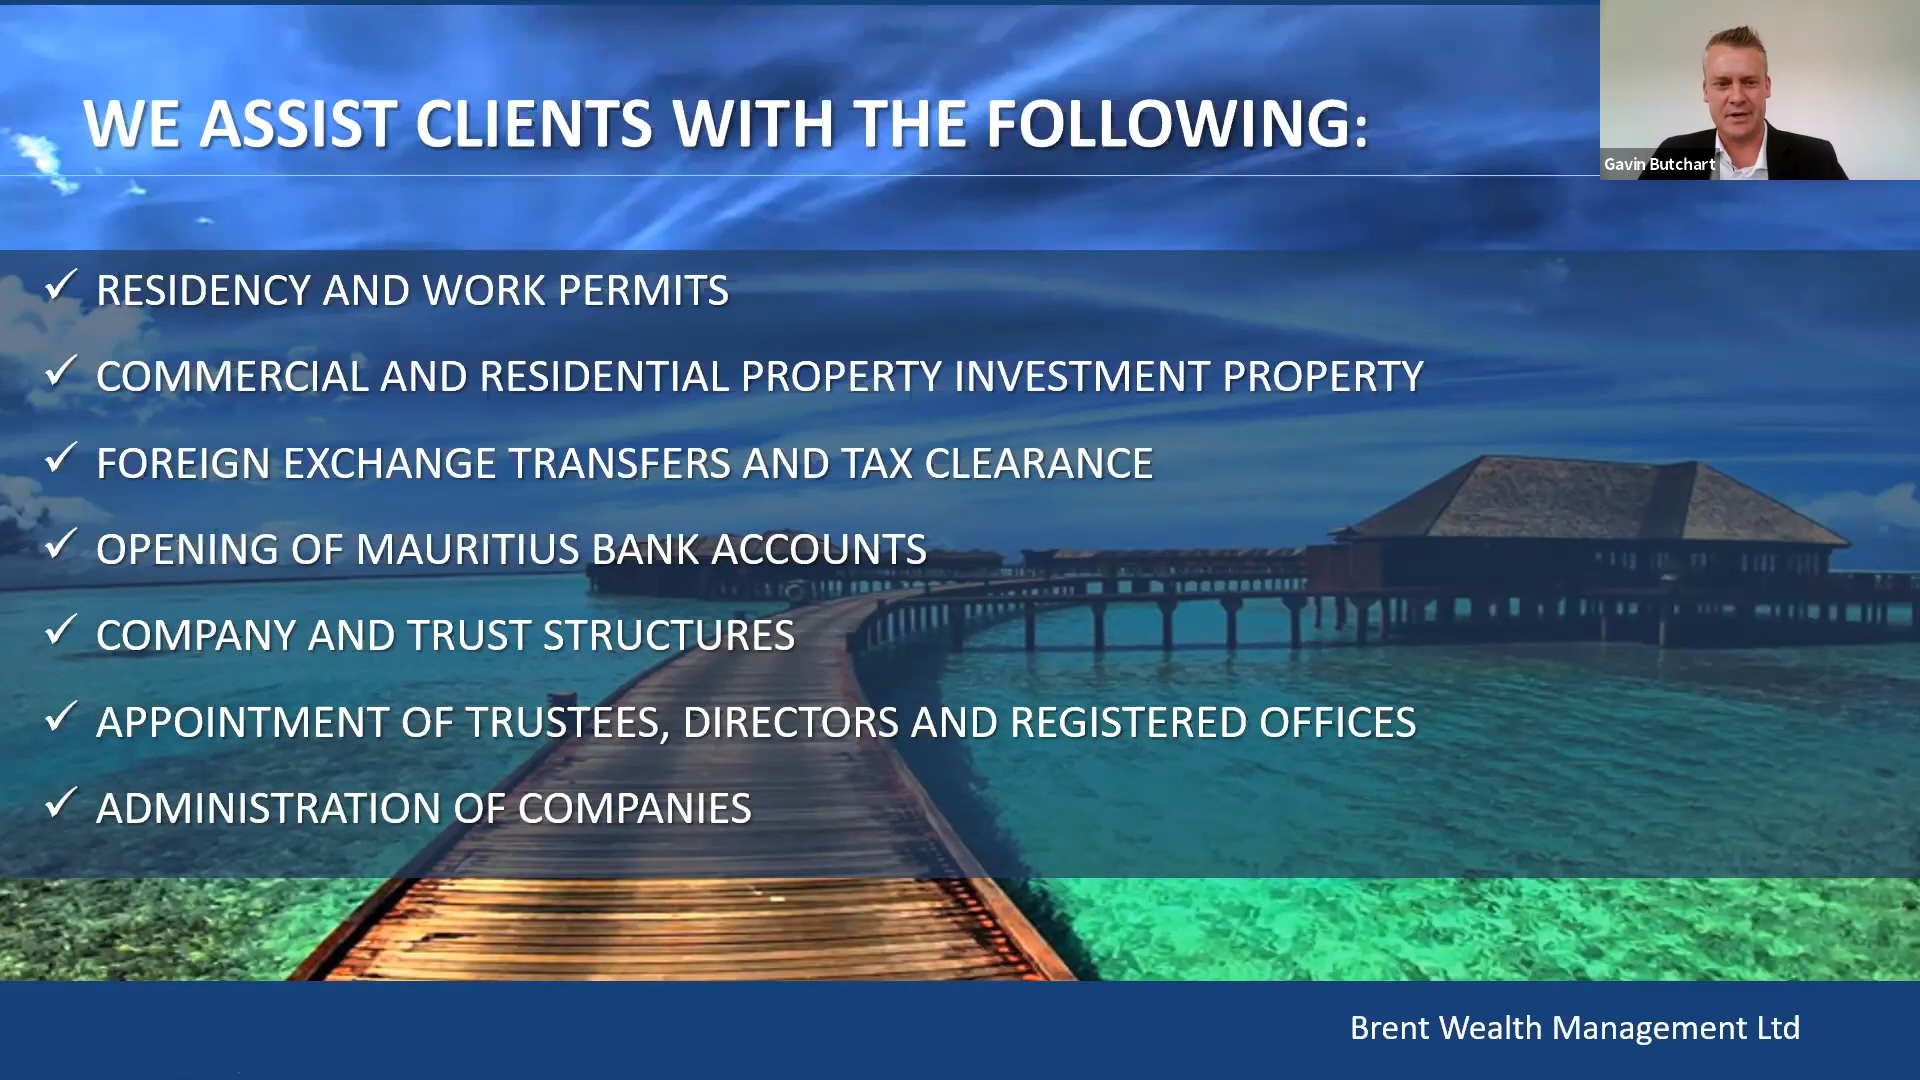 WE ASSIST CLIENTS WITH THE FOLLOWING:
Gavin Butchart
✓ RESIDENCY AND WORK PERMITS
✓ COMMERCIAL AND RESIDENTIAL PROPERTY INVESTMENT PROPERTY
✓ FOREIGN EXCHANGE TRANSFERS AND TAX CLEARANCE
✓ OPENING OF MAURITIUS BANK ACCOUNTS
✓ COMPANY AND TRUST STRUCTURES
✓ APPOINTMENT OF TRUSTEES, DIRECTORS AND REGISTERED OFFICES
✓ ADMINISTRATION OF COMPANIES
Brent Wealth Management Ltd